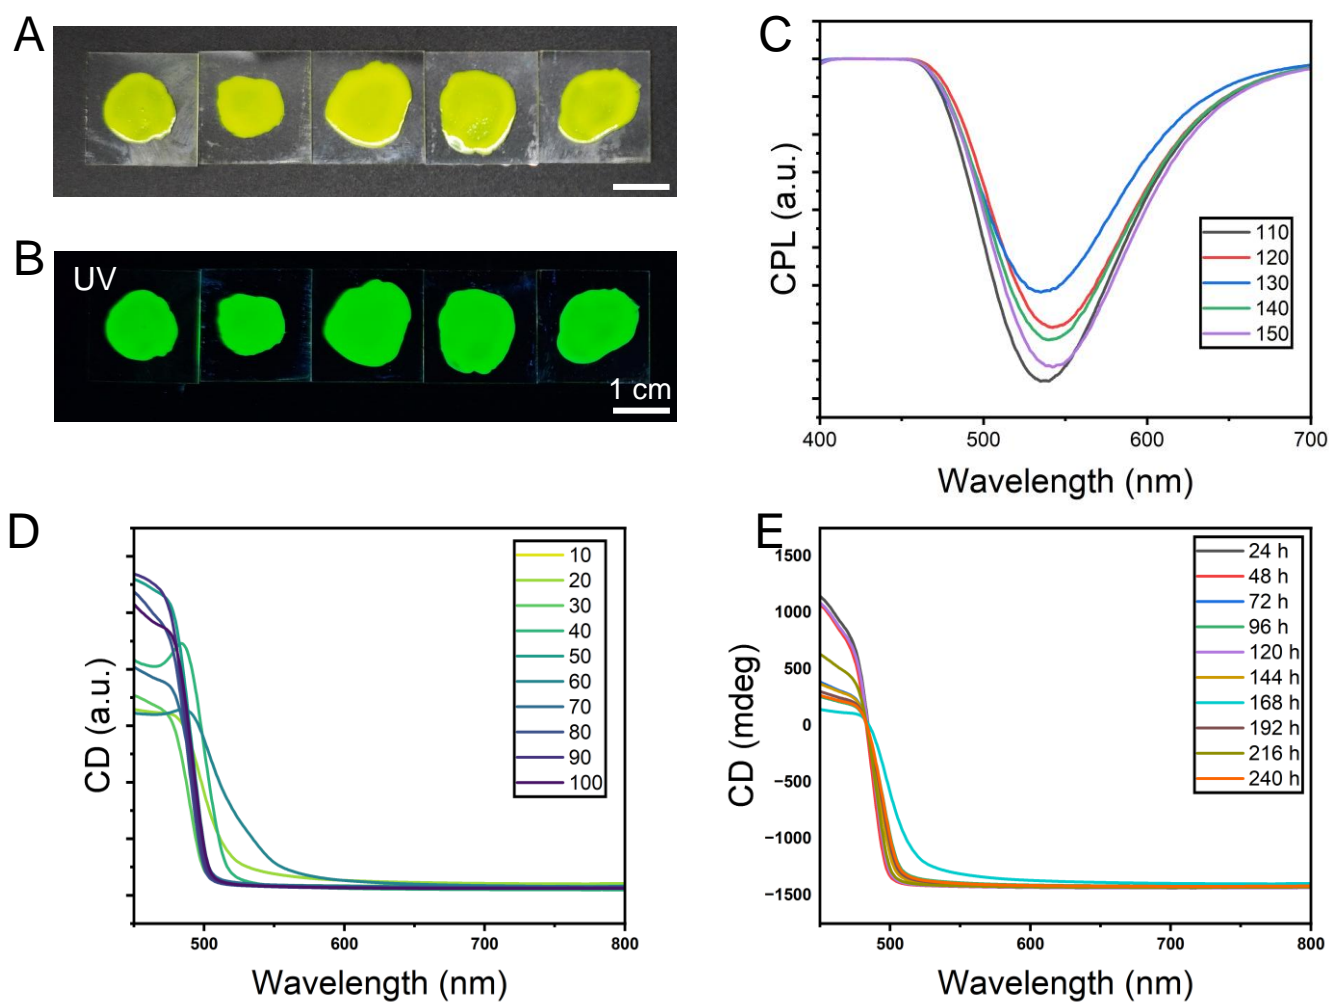 A
B
UV
1 cm
C
CPL (a.u.)
110
120
130
140
150
400
500
600
700
Wavelength (nm)
D
CD (a.u.)
10
20
30
40
50
60
70
80
90
100
500
600
700
800
Wavelength (nm)
E
CD (mdeg)
1500
1000
500
0
−500
−1000
−1500
24 h
48 h
72 h
96 h
120 h
144 h
168 h
192 h
216 h
240 h
500
600
700
800
Wavelength (nm)